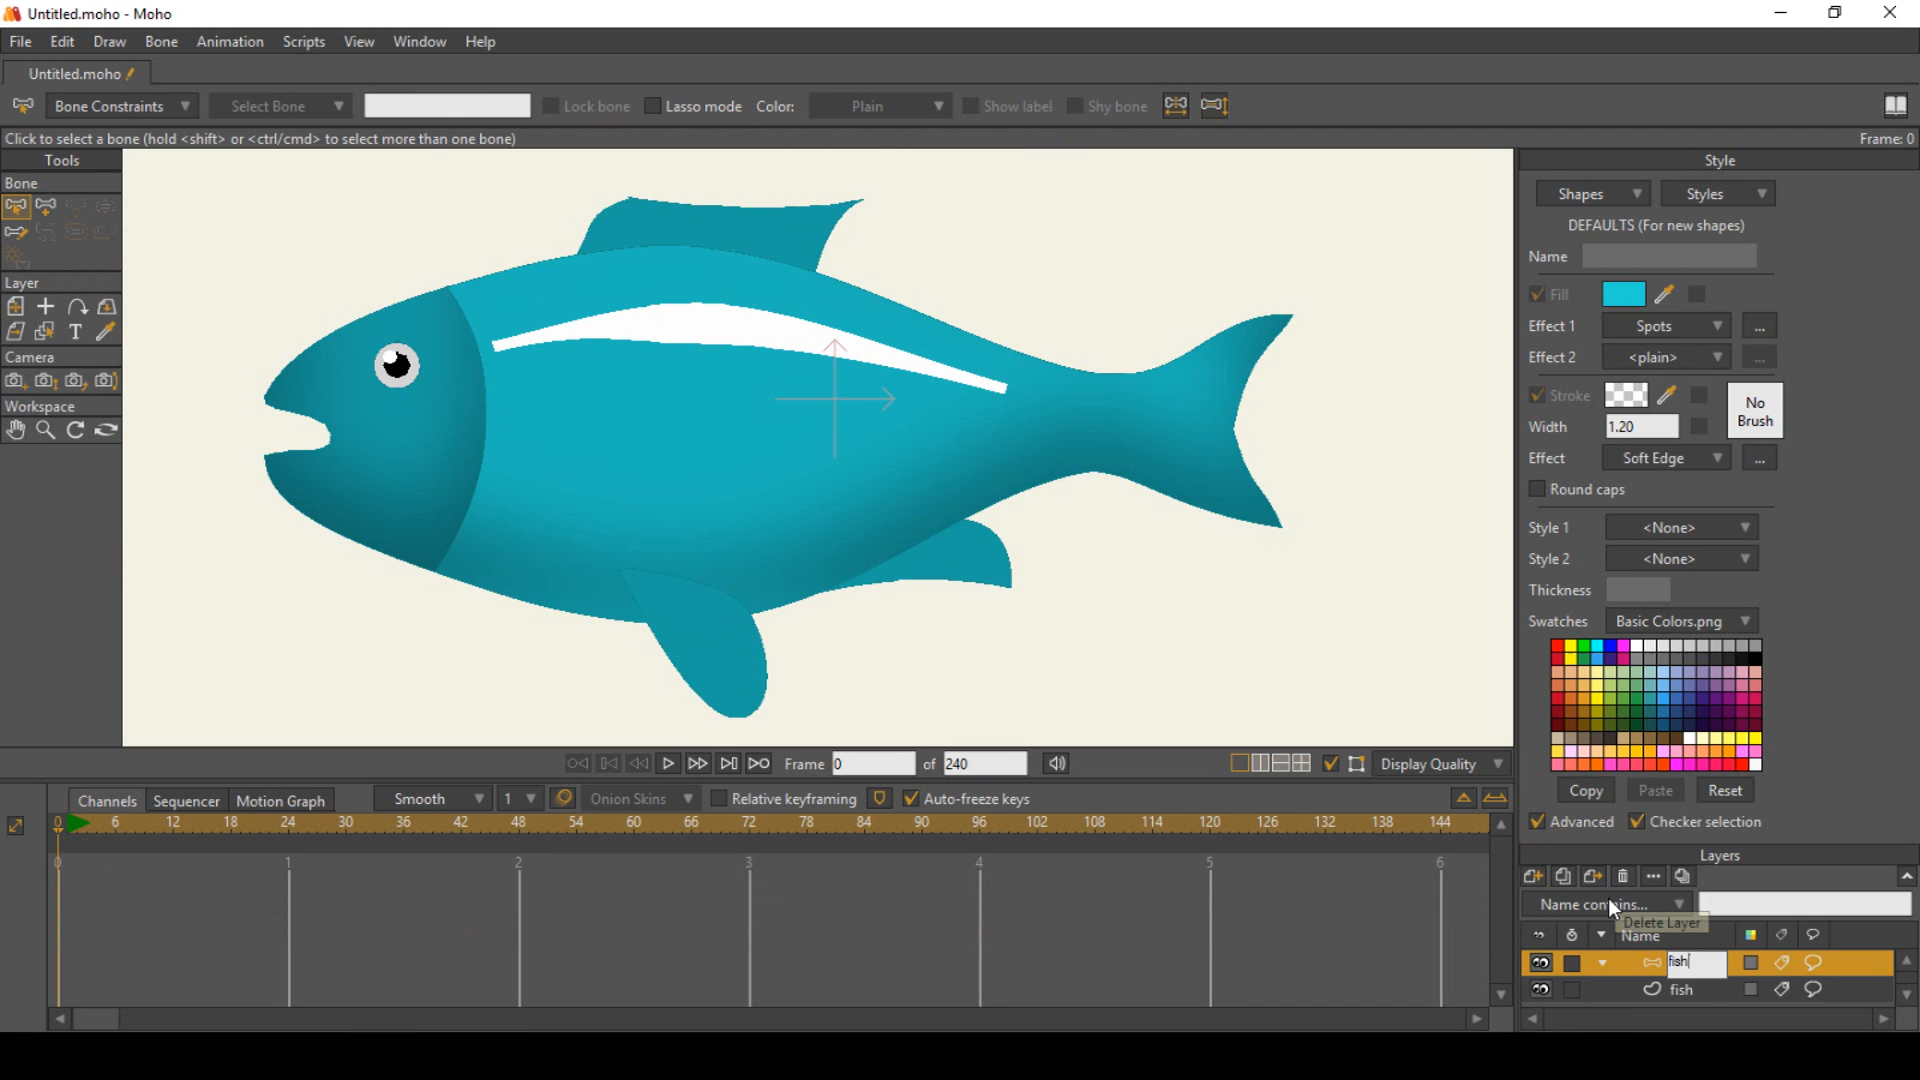 Untitled.moho - Moho
File Edit Draw Bone Animation Scripts View Window Help
Untitled.moho
Bone Constraints Select Bone Lock bone Lasso mode Color: Plain Show label Shy bone
Click to select a bone (hold <shift> or <ctrl/cmd> to select more than one bone) Frame: 0
Tools
Bone
Layer
T
Camera
Workspace
Style
Shapes Styles
DEFAULTS (For new shapes)
Name
Fill
Effect 1 Spots ...
Effect 2 <plain> ...
Stroke
No
Brush
Width 1.20
Effect Soft Edge ...
Round caps
Style 1 <None>
Style 2 <None>
Thickness
Swatches Basic Colors.png
Copy Paste Reset
Advanced Checker selection
Frame 0 of 240 Display Quality
Channels Sequencer Motion Graph Smooth 1 Onion Skins Relative keyframing Auto-freeze keys
0 6 12 18 24 30 36 42 48 54 60 66 72 78 84 90 96 102 108 114 120 126 132 138 144
0 1 2 3 4 5 6
Layers
Name contains...
Delete Layer
Name
fish
fish